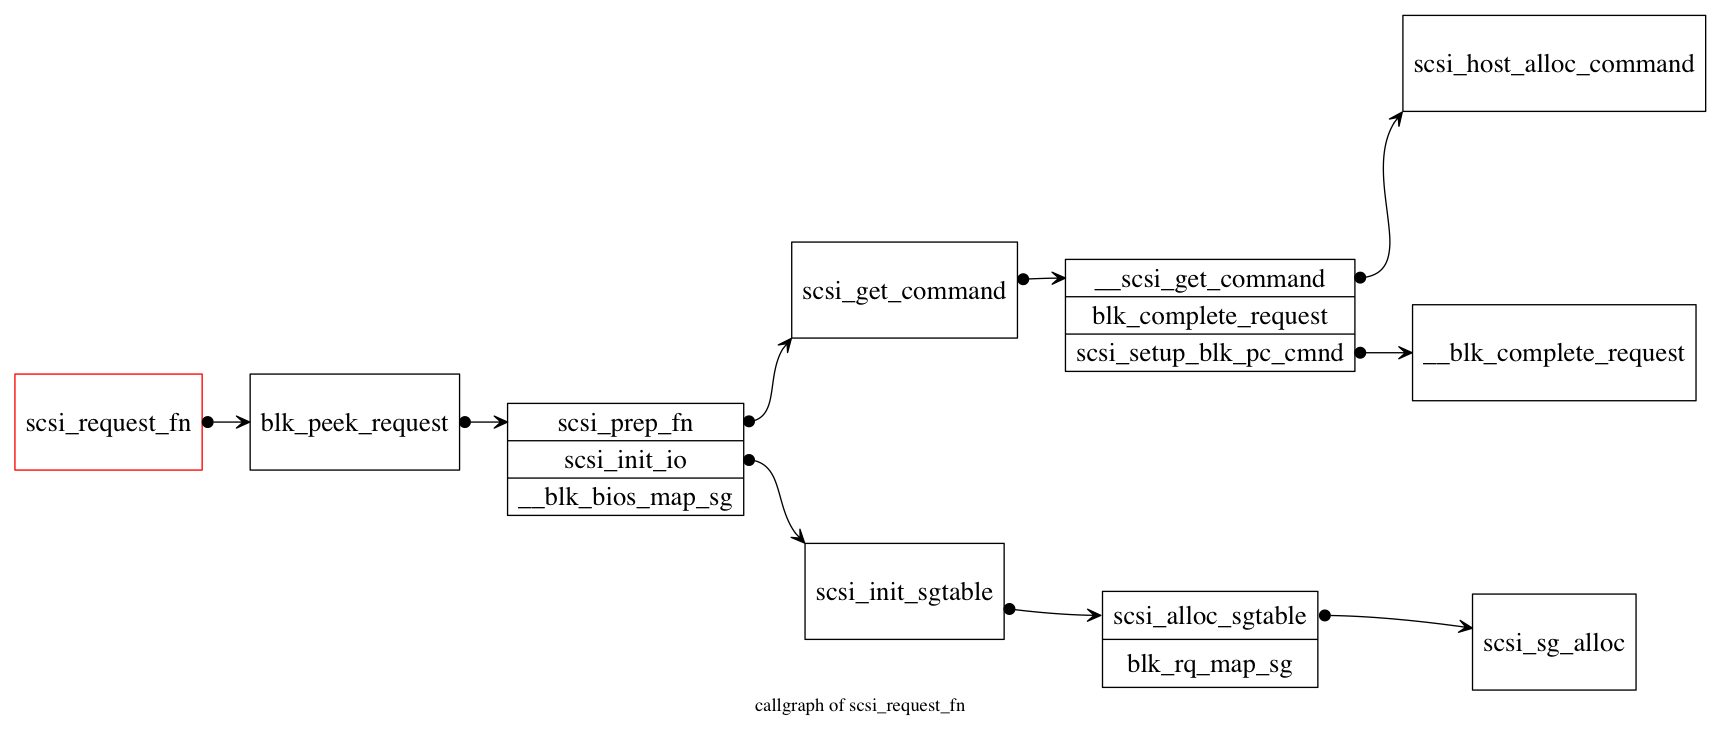 scsi_host_alloc_command
scsi_get_command
__scsi_get_command
blk_complete_request
scsi_setup_blk_pc_cmnd
__blk_complete_request
scsi_request_fn
blk_peek_request
scsi_prep_fn
scsi_init_io
__blk_bios_map_sg
scsi_init_sgtable
scsi_alloc_sgtable
blk_rq_map_sg
scsi_sg_alloc
callgraph of scsi_request_fn